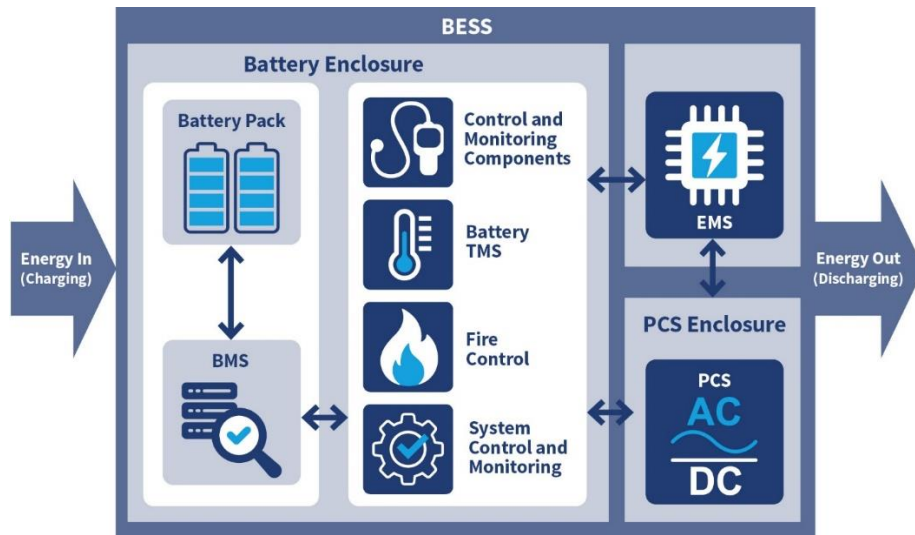 BESS
Battery Enclosure
Battery Pack
BMS
Control and
Monitoring
Components
Battery
TMS
Fire
Control
System
Control and
Monitoring
EMS
PCS Enclosure
PCS
AC
DC
Energy In
(Charging)
Energy Out
(Discharging)